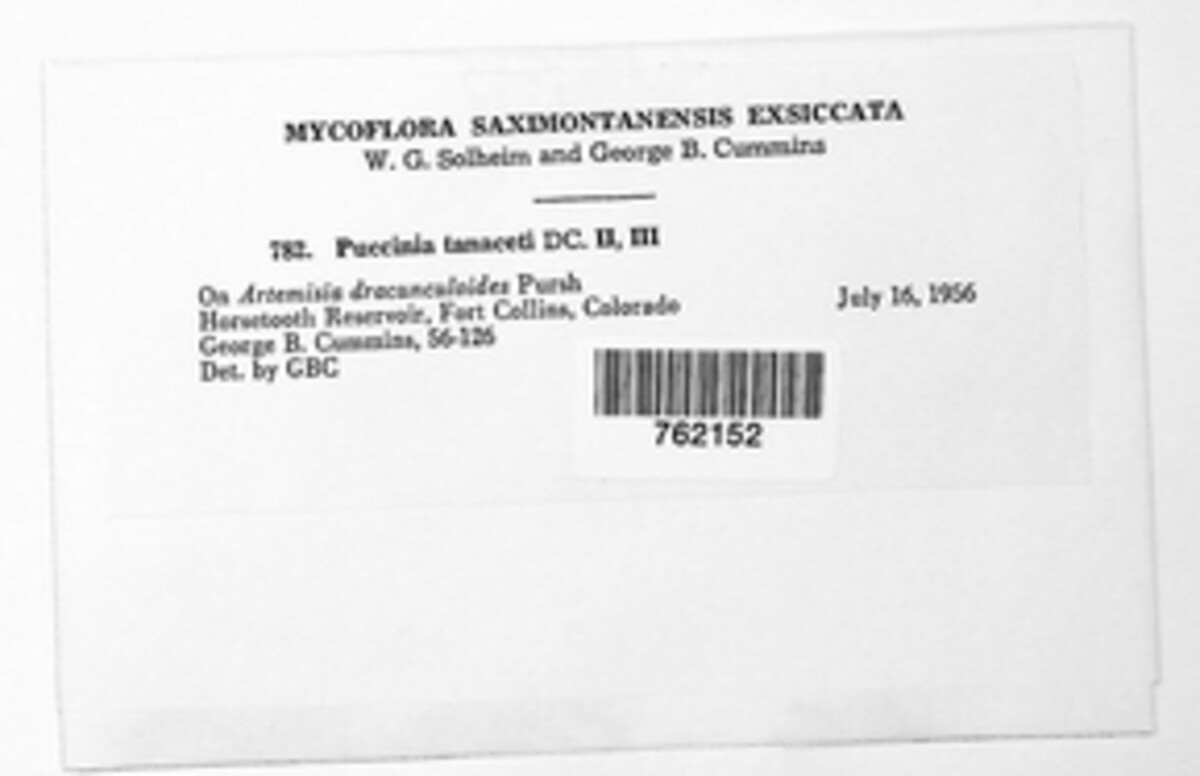 MYCOFLORA SAXIMONTANENSIS EXSICCATA
W. G. Solheim and George B. Cummins
782. Puccinia tanaceti DC. II, III
On Artemisia dracunculoides Pursh
Horsetooth Reservoir, Fort Collins, Colorado July 16, 1956
George B. Cummins, 56-126
Det. by GBC
762152